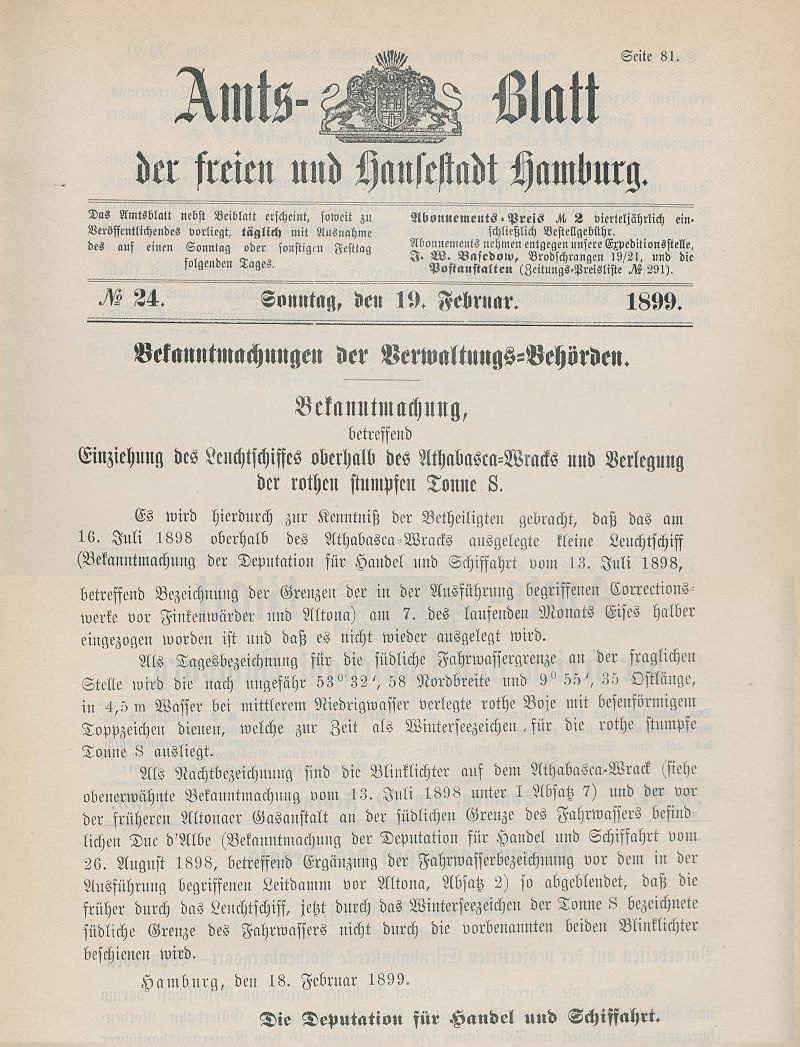 Seite 81.
Amts- Blatt
der freien und Hansestadt Hamburg.
Das Amtsblatt nebst Beiblatt erscheint, soweit zu
Veröffentlichendes vorliegt, täglich mit Ausnahme
des auf einen Sonntag oder sonstigen Festtag
folgenden Tages.
Abonnements-Preis M 2 vierteljährlich ein-
schließlich Bestellgebühr.
Abonnements nehmen entgegen unsere Expeditionsstelle,
J. W. Basedow, Brodschrangen 19/21, und die
Postanstalten (Zeitungs-Preisliste № 291).
№ 24. Sonntag, den 19. Februar. 1899.
Bekanntmachungen der Verwaltungs-Behörden.
Bekanntmachung,
betreffend
Einziehung des Leuchtschiffes oberhalb des Athabasca-Wracks und Verlegung
der rothen stumpfen Tonne 8.
Es wird hierdurch zur Kenntniß der Betheiligten gebracht, daß das am
16. Juli 1898 oberhalb des Athabasca-Wracks ausgelegte kleine Leuchtschiff
(Bekanntmachung der Deputation für Handel und Schiffahrt vom 13. Juli 1898,
betreffend Bezeichnung der Grenzen der in der Ausführung begriffenen Corrections-
werke vor Finkenwärder und Altona) am 7. des laufenden Monats Eises halber
eingezogen worden ist und daß es nicht wieder ausgelegt wird.
Als Tagesbezeichnung für die südliche Fahrwassergrenze an der fraglichen
Stelle wird die nach ungefähr 53° 32', 58 Nordbreite und 9° 55', 35 Ostlänge,
in 4,5 m Wasser bei mittlerem Niedrigwasser verlegte rothe Boje mit besenförmigem
Toppzeichen dienen, welche zur Zeit als Winterseezeichen für die rothe stumpfe
Tonne 8 ausliegt.
Als Nachtbezeichnung sind die Blinklichter auf dem Athabasca-Wrack (siehe
obenerwähnte Bekanntmachung vom 13. Juli 1898 unter I Absatz 7) und der vor
der früheren Altonaer Gasanstalt an der südlichen Grenze des Fahrwassers befind-
lichen Duc d'Albe (Bekanntmachung der Deputation für Handel und Schiffahrt vom
26. August 1898, betreffend Ergänzung der Fahrwasserbezeichnung vor dem in der
Ausführung begriffenen Leitdamm vor Altona, Absatz 2) so abgeblendet, daß die
früher durch das Leuchtschiff, jetzt durch das Winterseezeichen der Tonne 8 bezeichnete
südliche Grenze des Fahrwassers nicht durch die vorbenannten beiden Blinklichter
beschienen wird.
Hamburg, den 18. Februar 1899.
Die Deputation für Handel und Schiffahrt.